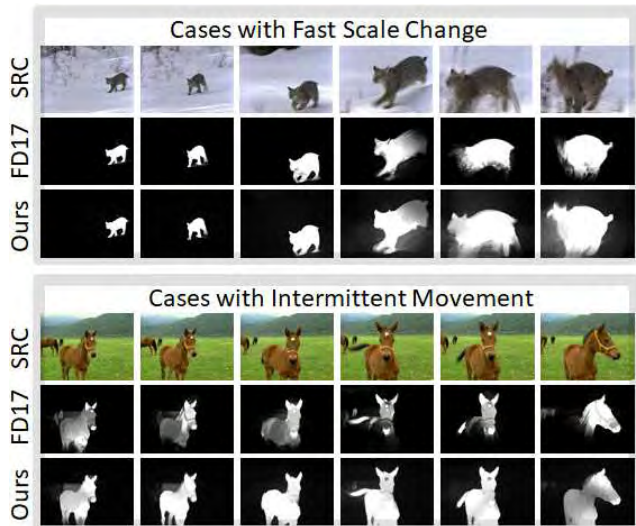 Cases with Fast Scale Change
SRC
FD17
Ours
Cases with Intermittent Movement
SRC
FD17
Ours